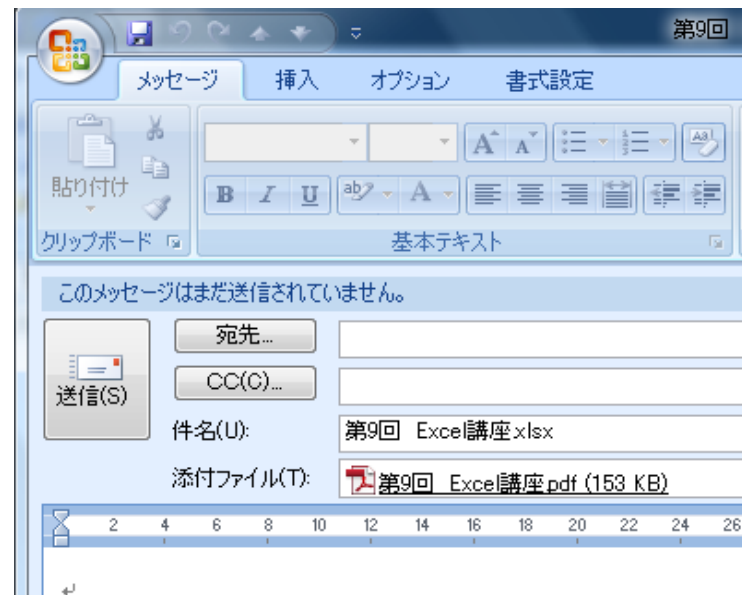 第9回
メッセージ 挿入 オプション 書式設定
貼り付け
クリップボード 基本テキスト
このメッセージはまだ送信されていません。
宛先...
CC(C)...
送信(S)
件名(U): 第9回 Excel講座.xlsx
添付ファイル(T): 第9回 Excel講座.pdf (153 KB)
2 4 6 8 10 12 14 16 18 20 22 24 26